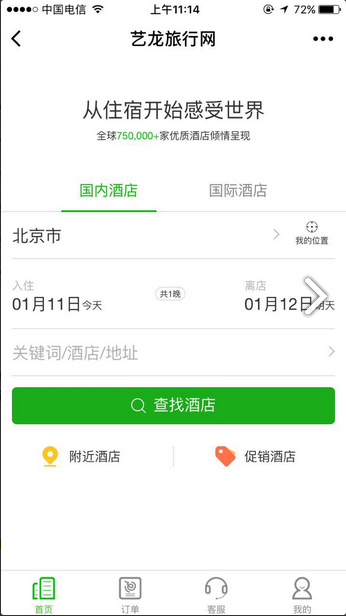 中国电信 上午11:14 72%
艺龙旅行网
从住宿开始感受世界
全球750,000+家优质酒店倾情呈现
国内酒店 国际酒店
北京市 我的位置
入住 离店
01月11日今天 共1晚 01月12日明天
关键词/酒店/地址
查找酒店
附近酒店 促销酒店
首页 订单 客服 我的